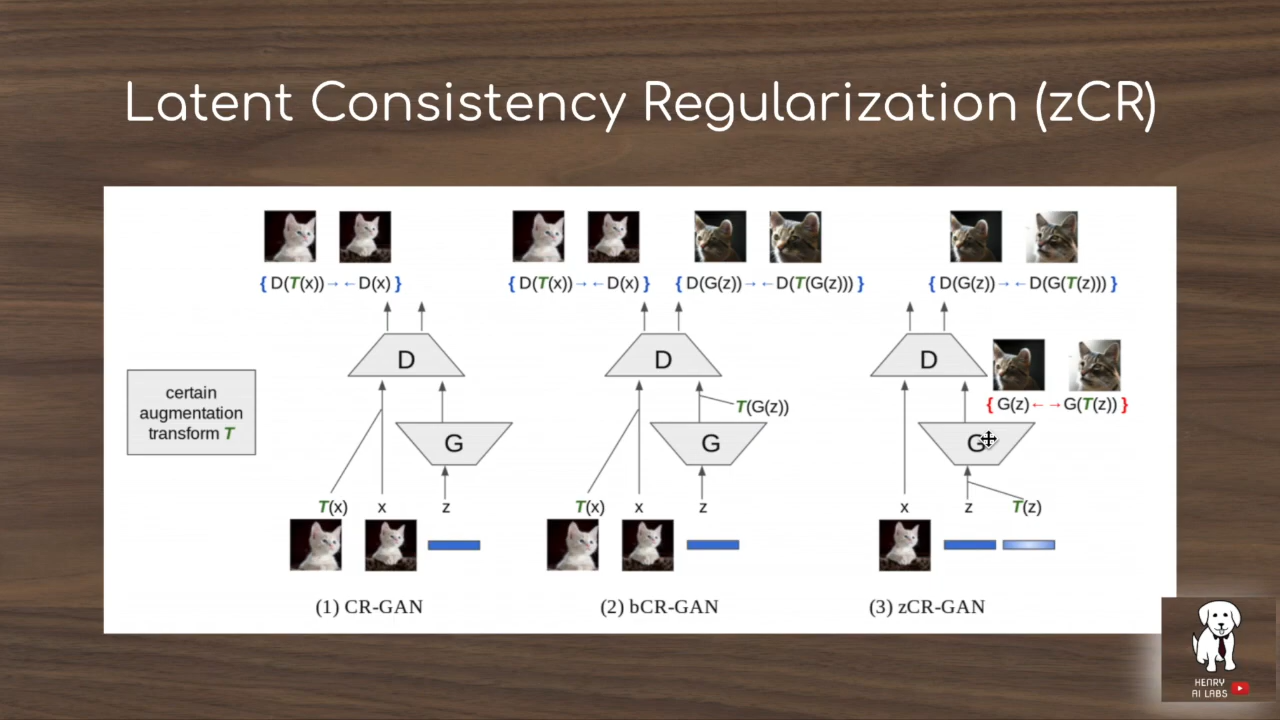 Latent Consistency Regularization (zCR)
{ D(T(x))→ ←D(x) }
{ D(T(x))→ ←D(x) }
{ D(G(z))→ ←D(T(G(z))) }
{ D(G(z))→ ←D(G(T(z))) }
D
D
D
certain
augmentation
transform T
T(G(z))
{ G(z)← →G(T(z)) }
G
G
G
T(x)
x
z
T(x)
x
z
x
z
T(z)
(1) CR-GAN
(2) bCR-GAN
(3) zCR-GAN
HENRY
AI LABS